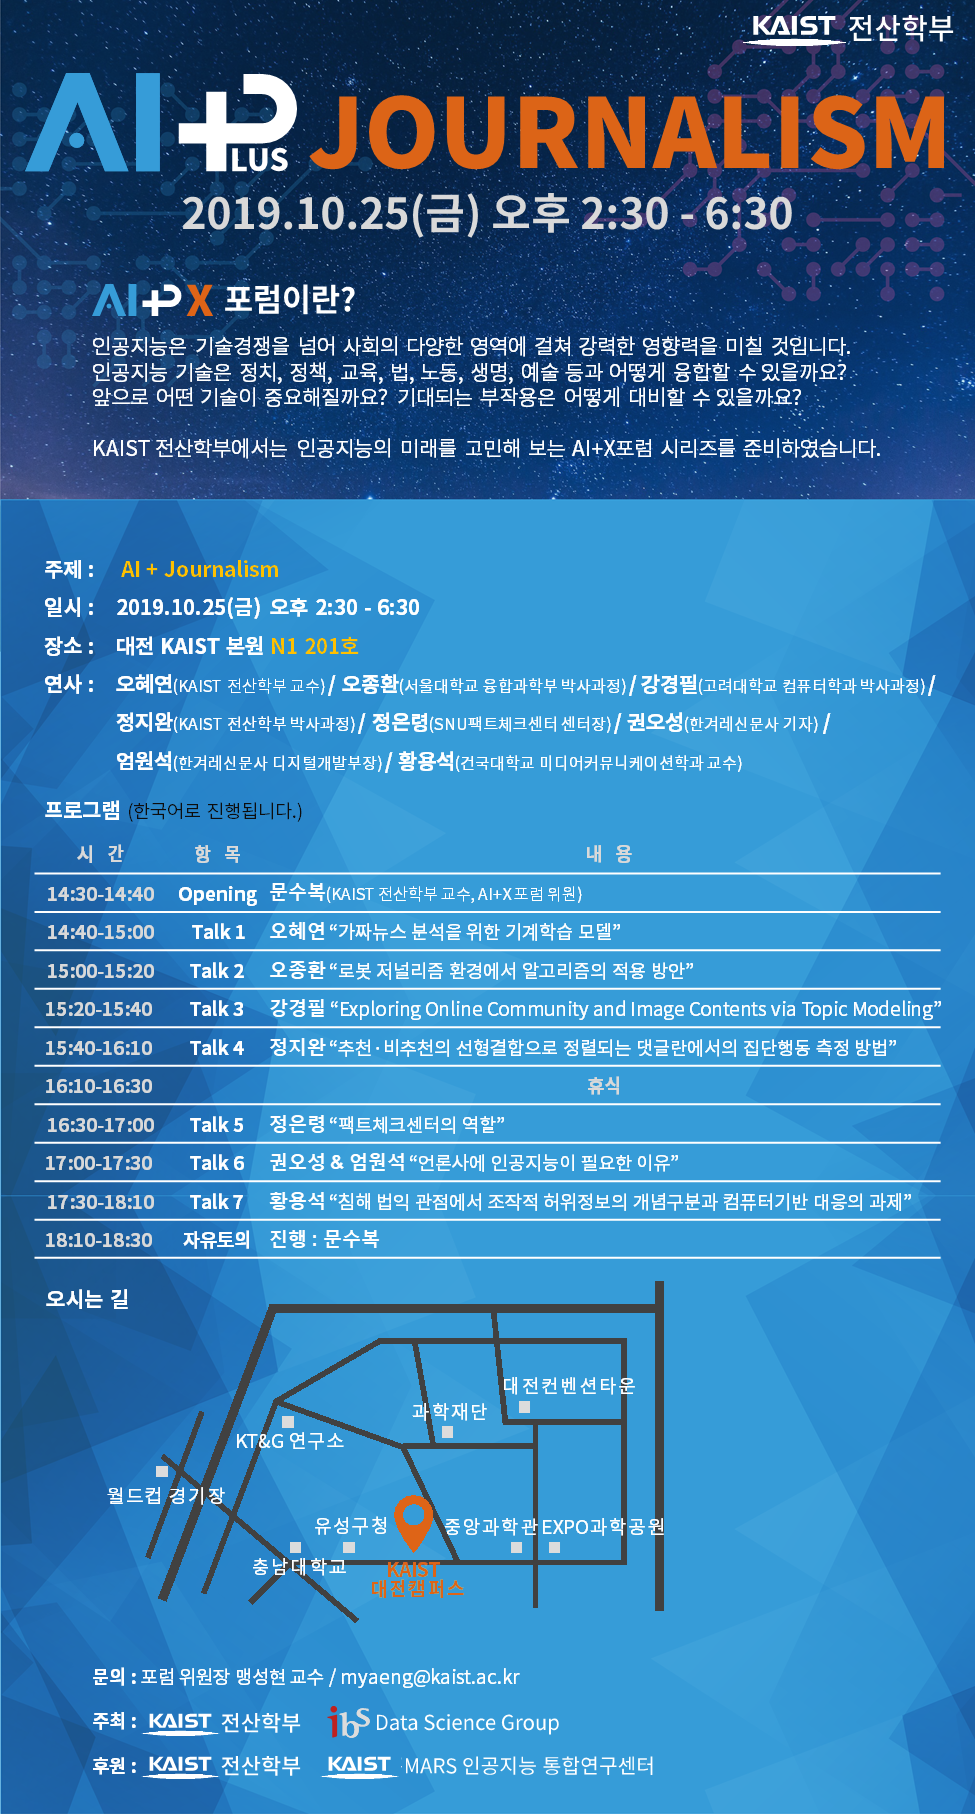 KAIST 전산학부
AI+PLUS JOURNALISM
2019.10.25(금) 오후 2:30 - 6:30
AI+P X 포럼이란?
인공지능은 기술경쟁을 넘어 사회의 다양한 영역에 걸쳐 강력한 영향력을 미칠 것입니다.
인공지능 기술은 정치, 정책, 교육, 법, 노동, 생명, 예술 등과 어떻게 융합할 수 있을까요?
앞으로 어떤 기술이 중요해질까요? 기대되는 부작용은 어떻게 대비할 수 있을까요?
KAIST 전산학부에서는 인공지능의 미래를 고민해 보는 AI+X포럼 시리즈를 준비하였습니다.
주제 : AI + Journalism
일시 : 2019.10.25(금) 오후 2:30 - 6:30
장소 : 대전 KAIST 본원 N1 201호
연사 : 오혜연(KAIST 전산학부 교수)/ 오종환(서울대학교 융합과학부 박사과정)/ 강경필(고려대학교 컴퓨터학과 박사과정)/
정지완(KAIST 전산학부 박사과정)/ 정은령(SNU팩트체크센터 센터장)/ 권오성(한겨레신문사 기자) /
엄원석(한겨레신문사 디지털개발부장)/ 황용석(건국대학교 미디어커뮤니케이션학과 교수)
프로그램 (한국어로 진행됩니다.)
시 간 항 목 내 용
14:30-14:40 Opening 문수복(KAIST 전산학부 교수, AI+X 포럼 위원)
14:40-15:00 Talk 1 오혜연 “가짜뉴스 분석을 위한 기계학습 모델”
15:00-15:20 Talk 2 오종환 “로봇 저널리즘 환경에서 알고리즘의 적용 방안”
15:20-15:40 Talk 3 강경필 “Exploring Online Community and Image Contents via Topic Modeling”
15:40-16:10 Talk 4 정지완 “추천·비추천의 선형결합으로 정렬되는 댓글란에서의 집단행동 측정 방법”
16:10-16:30 휴식
16:30-17:00 Talk 5 정은령 “팩트체크센터의 역할”
17:00-17:30 Talk 6 권오성 & 엄원석 “언론사에 인공지능이 필요한 이유”
17:30-18:10 Talk 7 황용석 “침해 법익 관점에서 조작적 허위정보의 개념구분과 컴퓨터기반 대응의 과제”
18:10-18:30 자유토의 진행 : 문수복
오시는 길
대전컨벤션타운
과학재단
KT&G 연구소
월드컵 경기장
유성구청
중앙과학관 EXPO과학공원
충남대학교
KAIST
대전캠퍼스
문의 : 포럼 위원장 맹성현 교수 / myaeng@kaist.ac.kr
주최 : KAIST 전산학부 ibS Data Science Group
후원 : KAIST 전산학부 KAIST MARS 인공지능 통합연구센터